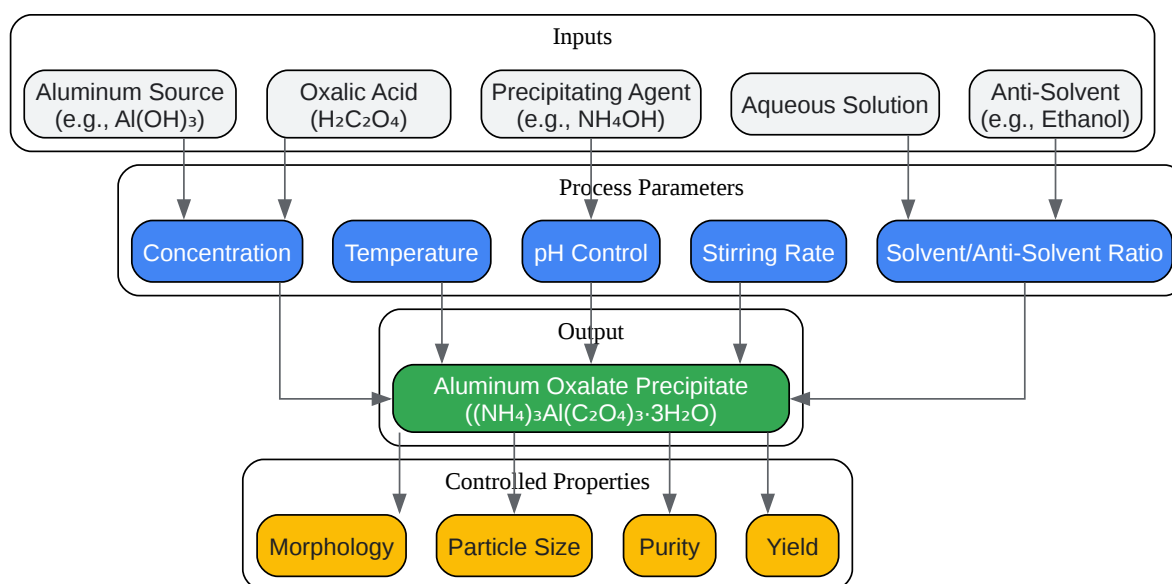 Inputs
Aluminum Source
(e.g., Al(OH)₃)
Oxalic Acid
(H₂C₂O₄)
Precipitating Agent
(e.g., NH₄OH)
Aqueous Solution
Anti-Solvent
(e.g., Ethanol)
Process Parameters
Concentration
Temperature
pH Control
Stirring Rate
Solvent/Anti-Solvent Ratio
Output
Aluminum Oxalate Precipitate
((NH₄)₃Al(C₂O₄)₃·3H₂O)
Controlled Properties
Morphology
Particle Size
Purity
Yield